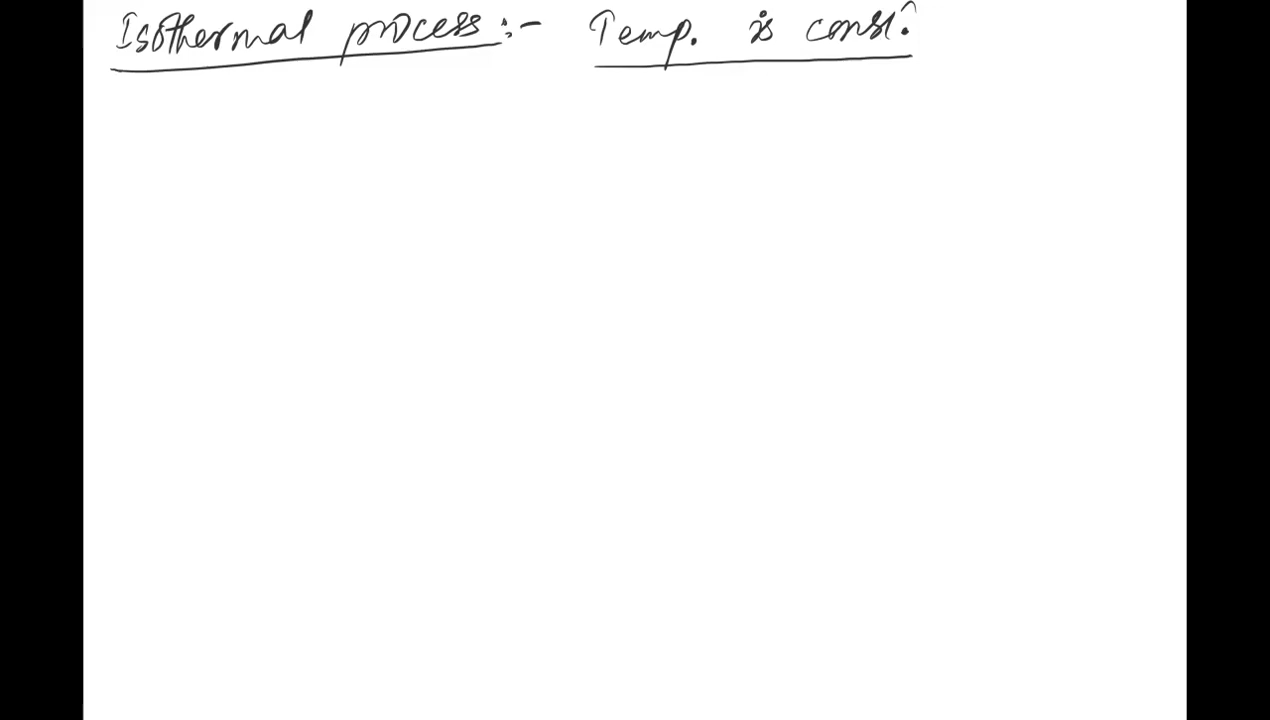 Isothermal process :- Temp. is const.